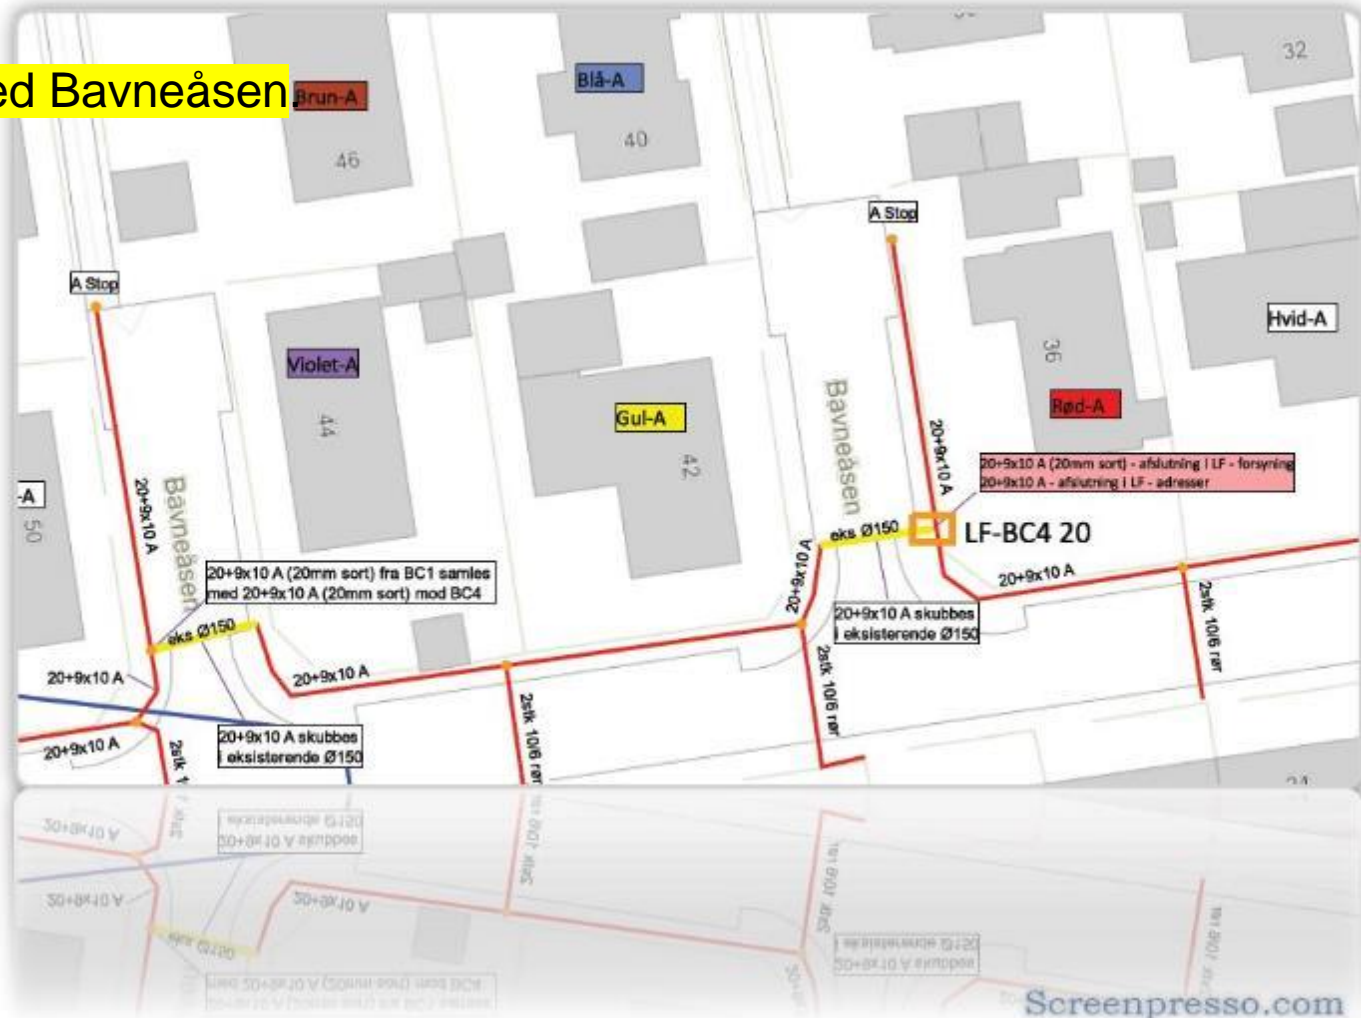 ed Bavneåsen.
Brun-A
46
Blå-A
40
32
A Stop
A Stop
Violet-A
44
Gul-A
42
Hvid-A
36
Rød-A
-A
50
Bavneåsen
Bavneåsen
20+9x10 A
20+9x10 A
20+9x10 A (20mm sort) - afslutning i LF - forsyning
20+9x10 A - afslutning i LF - adresser
LF-BC4 20
eks Ø150
20+9x10 A (20mm sort) fra BC1 samles
med 20+9x10 A (20mm sort) mod BC4
eks Ø150
20+9x10 A
20+9x10 A skubbes
i eksisterende Ø150
20+9x10 A
20+9x10 A
20+9x10 A
20+9x10 A
20+9x10 A skubbes
i eksisterende Ø150
2stk 1
2stk 10/6 rør
2stk 10/6 rør
2stk 10/6 rør
Screenpresso.com